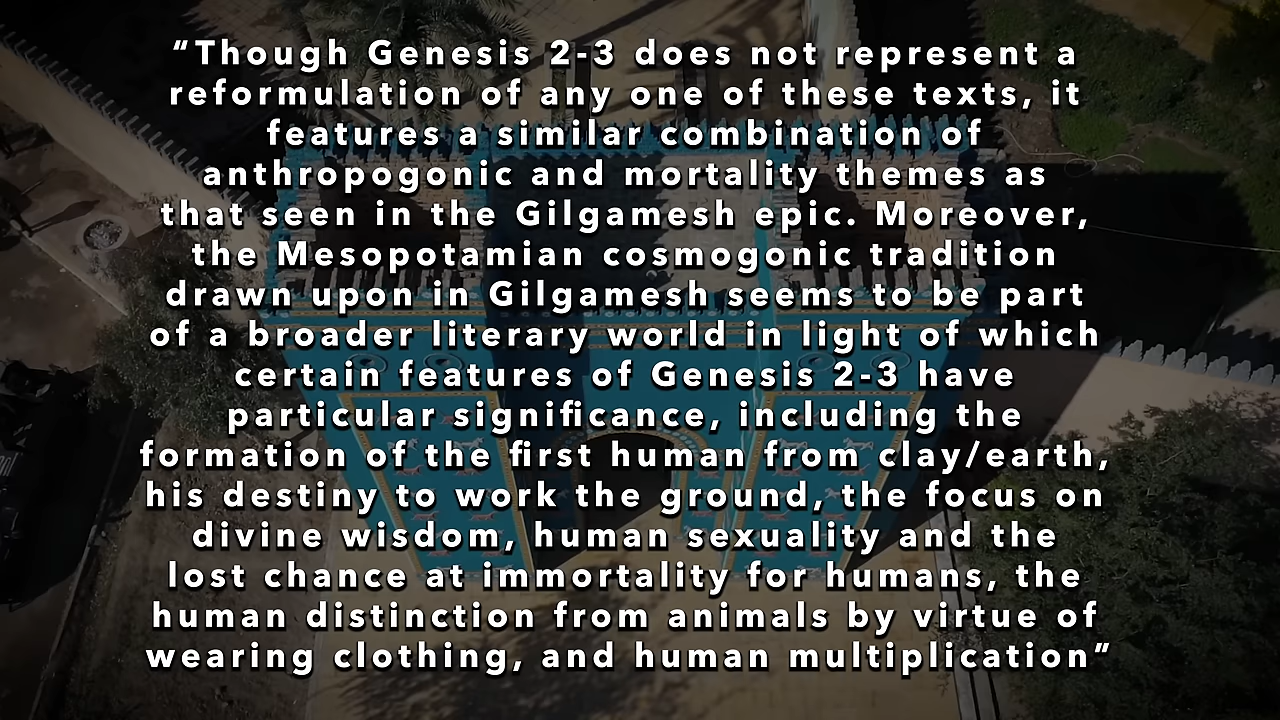 “Though Genesis 2-3 does not represent a
reformulation of any one of these texts, it
features a similar combination of
anthropogonic and mortality themes as
that seen in the Gilgamesh epic. Moreover,
the Mesopotamian cosmogonic tradition
drawn upon in Gilgamesh seems to be part
of a broader literary world in light of which
certain features of Genesis 2-3 have
particular significance, including the
formation of the first human from clay/earth,
his destiny to work the ground, the focus on
divine wisdom, human sexuality and the
lost chance at immortality for humans, the
human distinction from animals by virtue of
wearing clothing, and human multiplication”